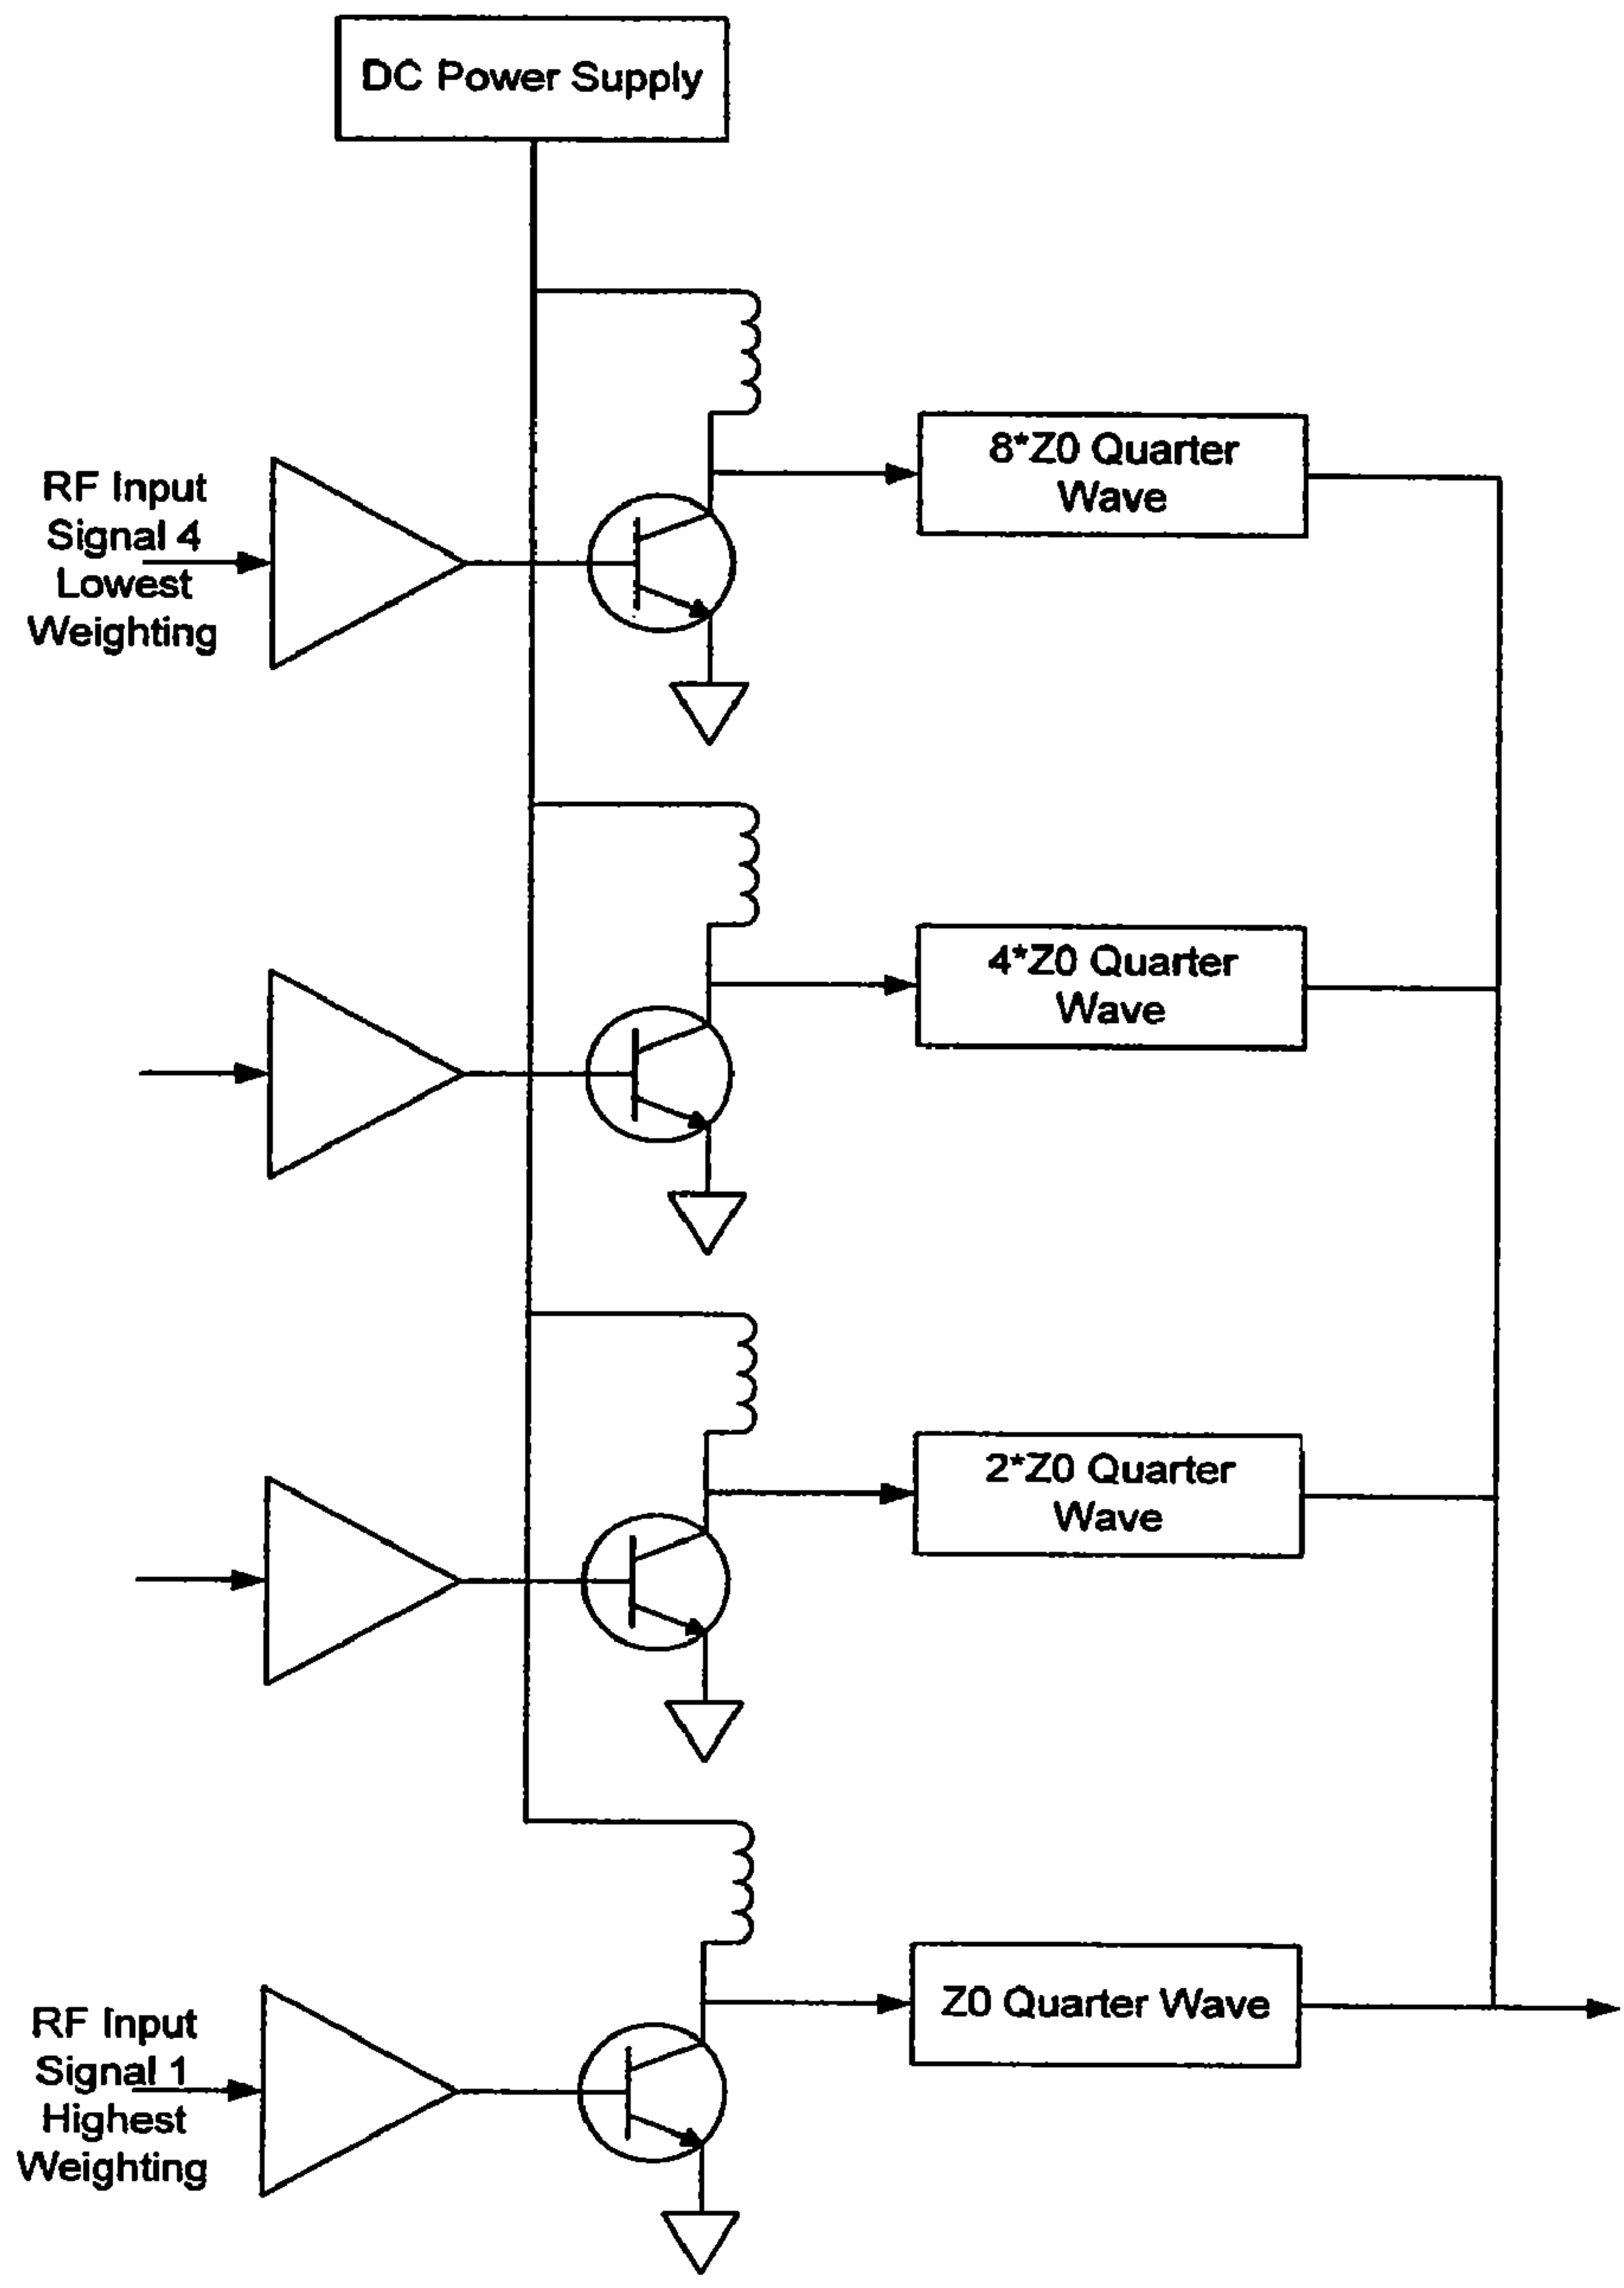 DC Power Supply
RF Input
Signal 4
Lowest
Weighting
8*Z0 Quarter
Wave
4*Z0 Quarter
Wave
2*Z0 Quarter
Wave
RF Input
Signal 1
Highest
Weighting
Z0 Quarter Wave